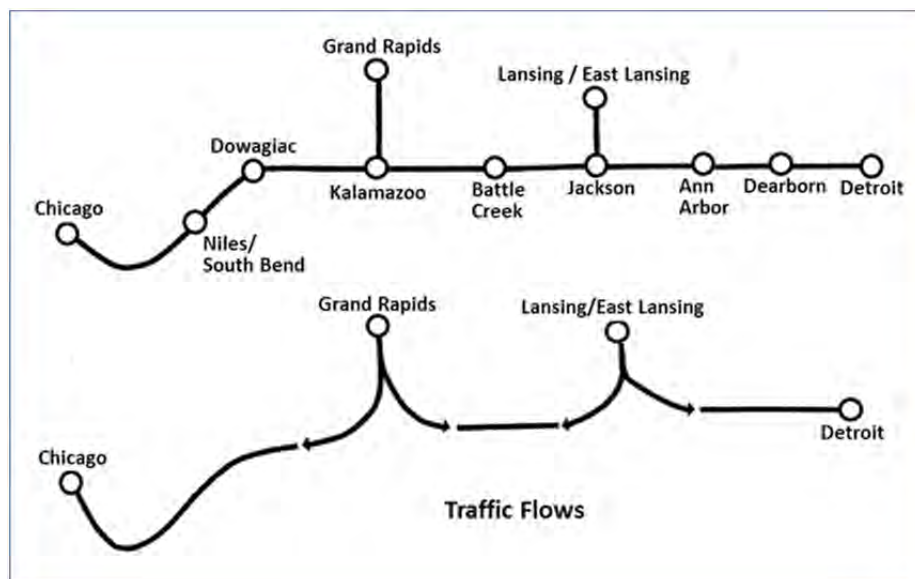 Grand Rapids
Lansing / East Lansing
Dowagiac
Kalamazoo
Battle
Creek
Jackson
Ann
Arbor
Dearborn
Detroit
Chicago
Niles/
South Bend
Grand Rapids
Lansing/East Lansing
Detroit
Chicago
Traffic Flows